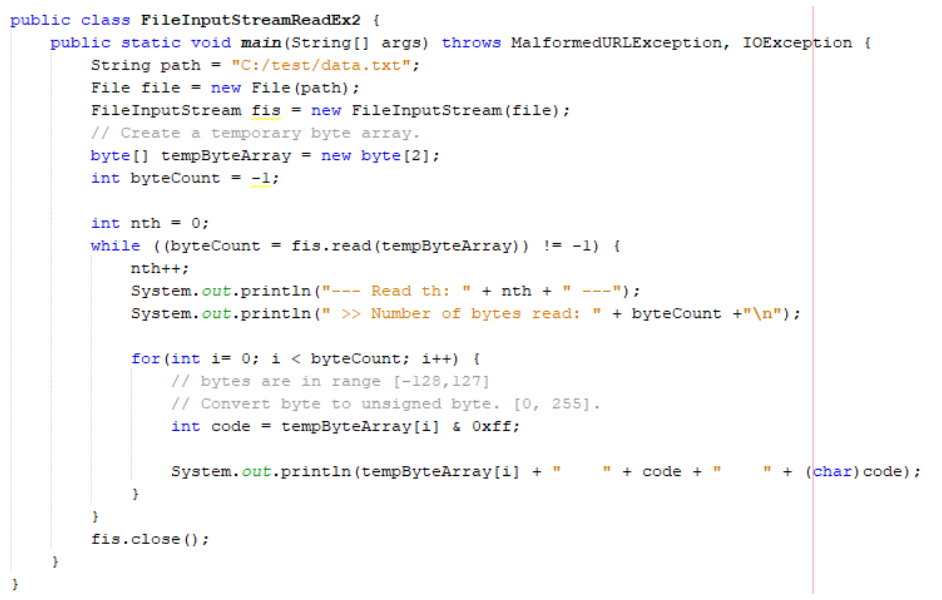 public class FileInputStreamReadEx2 {
    public static void main(String[] args) throws MalformedURLException, IOException {
        String path = "C:/test/data.txt";
        File file = new File(path);
        FileInputStream fis = new FileInputStream(file);
        // Create a temporary byte array.
        byte[] tempByteArray = new byte[2];
        int byteCount = -1;

        int nth = 0;
        while ((byteCount = fis.read(tempByteArray)) != -1) {
            nth++;
            System.out.println("--- Read th: " + nth + " ---");
            System.out.println(" >> Number of bytes read: " + byteCount +"\n");

            for(int i= 0; i < byteCount; i++) {
                // bytes are in range [-128,127]
                // Convert byte to unsigned byte. [0, 255].
                int code = tempByteArray[i] & 0xff;

                System.out.println(tempByteArray[i] + "    " + code + "    " + (char)code);
            }
        }
        fis.close();
    }
}